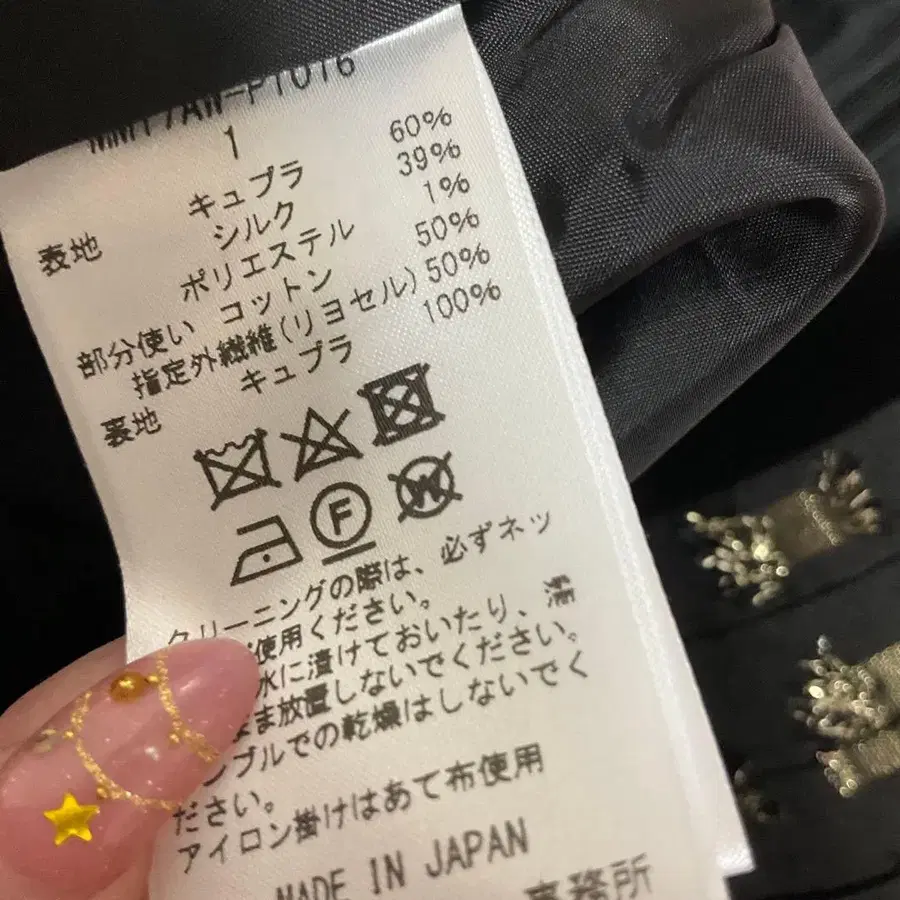 MM17AW-PT016
1
表地 キュプラ 60%
シルク 39%
ポリエステル 1%
部分使い コットン 50%
指定外繊維(リヨセル) 50%
裏地 キュプラ 100%
F W
クリーニングの際は、必ずネッ
使用ください。
水に漬けておいたり、濡
まま放置しないでください。
ンブルでの乾燥はしないでく
ださい。
アイロン掛けはあて布使用
MADE IN JAPAN
事務所